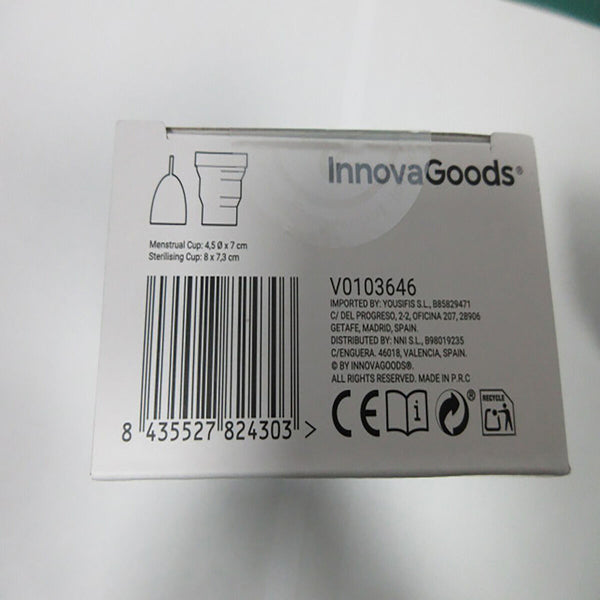 InnovaGoods®
Menstrual Cup: 4,5 Ø x 7 cm
Sterilising Cup: 8 x 7,3 cm
V0103646
IMPORTED BY: YOUSIFIS S.L., B85829471
C/ DEL PROGRESO, 2-2, OFICINA 207, 28906
GETAFE, MADRID, SPAIN.
DISTRIBUTED BY: NNI S.L., B98019235
C/ENGUERA. 46018, VALENCIA, SPAIN.
© BY INNOVAGOODS®.
ALL RIGHTS RESERVED. MADE IN P.R.C
8 435527 824303 >
CE i ® RECYCLE